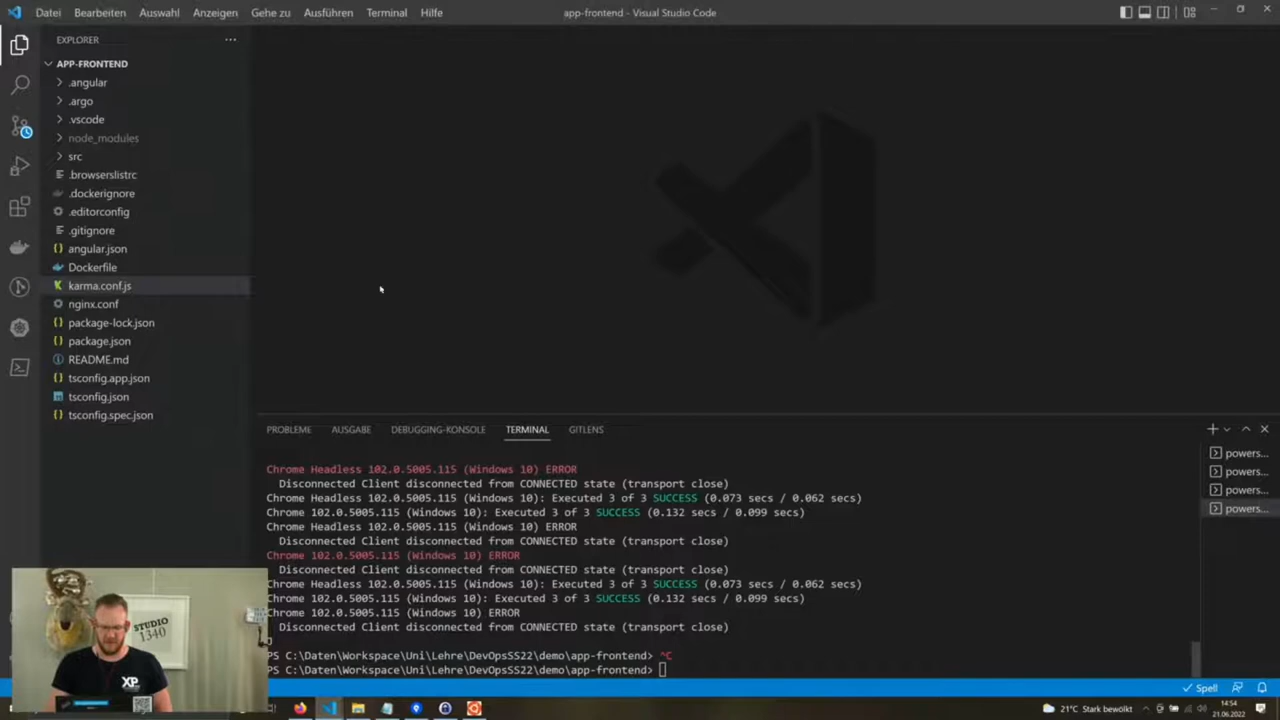 Datei Bearbeiten Auswahl Anzeigen Gehe zu Ausführen Terminal Hilfe
app-frontend - Visual Studio Code
EXPLORER
APP-FRONTEND
.angular
.argo
.vscode
node_modules
src
.browserslistrc
.dockerignore
.editorconfig
.gitignore
angular.json
Dockerfile
karma.conf.js
nginx.conf
package-lock.json
package.json
README.md
tsconfig.app.json
tsconfig.json
tsconfig.spec.json
PROBLEME AUSGABE DEBUGGING-KONSOLE TERMINAL GITLENS
Chrome Headless 102.0.5005.115 (Windows 10) ERROR
Disconnected Client disconnected from CONNECTED state (transport close)
Chrome Headless 102.0.5005.115 (Windows 10): Executed 3 of 3 SUCCESS (0.073 secs / 0.062 secs)
Chrome 102.0.5005.115 (Windows 10): Executed 3 of 3 SUCCESS (0.132 secs / 0.099 secs)
Chrome Headless 102.0.5005.115 (Windows 10) ERROR
Disconnected Client disconnected from CONNECTED state (transport close)
Chrome 102.0.5005.115 (Windows 10) ERROR
Disconnected Client disconnected from CONNECTED state (transport close)
Chrome Headless 102.0.5005.115 (Windows 10): Executed 3 of 3 SUCCESS (0.073 secs / 0.062 secs)
Chrome 102.0.5005.115 (Windows 10): Executed 3 of 3 SUCCESS (0.132 secs / 0.099 secs)
Chrome 102.0.5005.115 (Windows 10) ERROR
Disconnected Client disconnected from CONNECTED state (transport close)
PS C:\Daten\Workspace\Uni\Lehre\DevOpsSS22\demo\app-frontend> ^C
PS C:\Daten\Workspace\Uni\Lehre\DevOpsSS22\demo\app-frontend>
powers...
powers...
powers...
powers...
STUDIO
1340
XP
Spell
21°C Stark bewölkt
14:54
21.06.2022